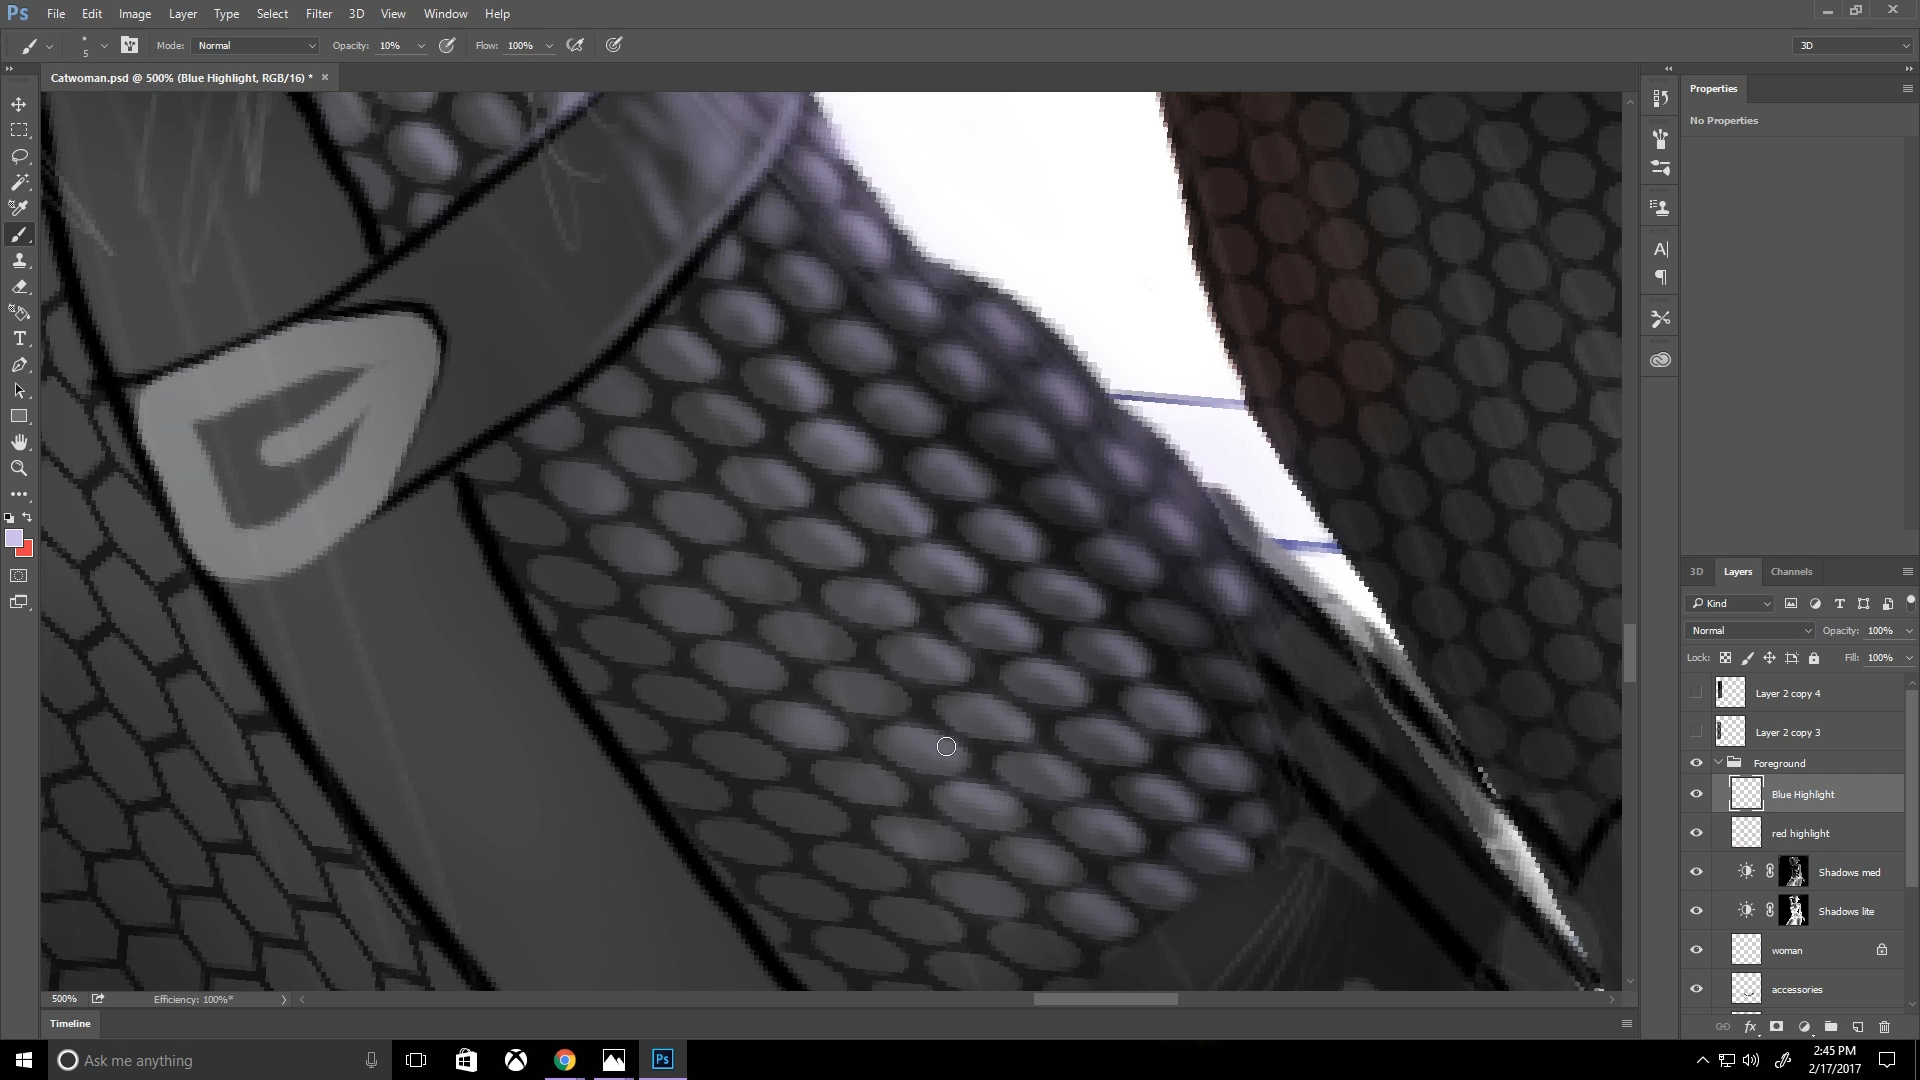 Ps File Edit Image Layer Type Select Filter 3D View Window Help
5 Mode: Normal Opacity: 10% Flow: 100% 3D
Catwoman.psd @ 500% (Blue Highlight, RGB/16) * ×
Properties
No Properties
3D Layers Channels
Kind
Normal Opacity: 100%
Lock: Fill: 100%
Layer 2 copy 4
Layer 2 copy 3
Foreground
Blue Highlight
red highlight
Shadows med
Shadows lite
woman
accessories
500% Efficiency: 100%*
Timeline
Ask me anything
Ps
2:45 PM
2/17/2017